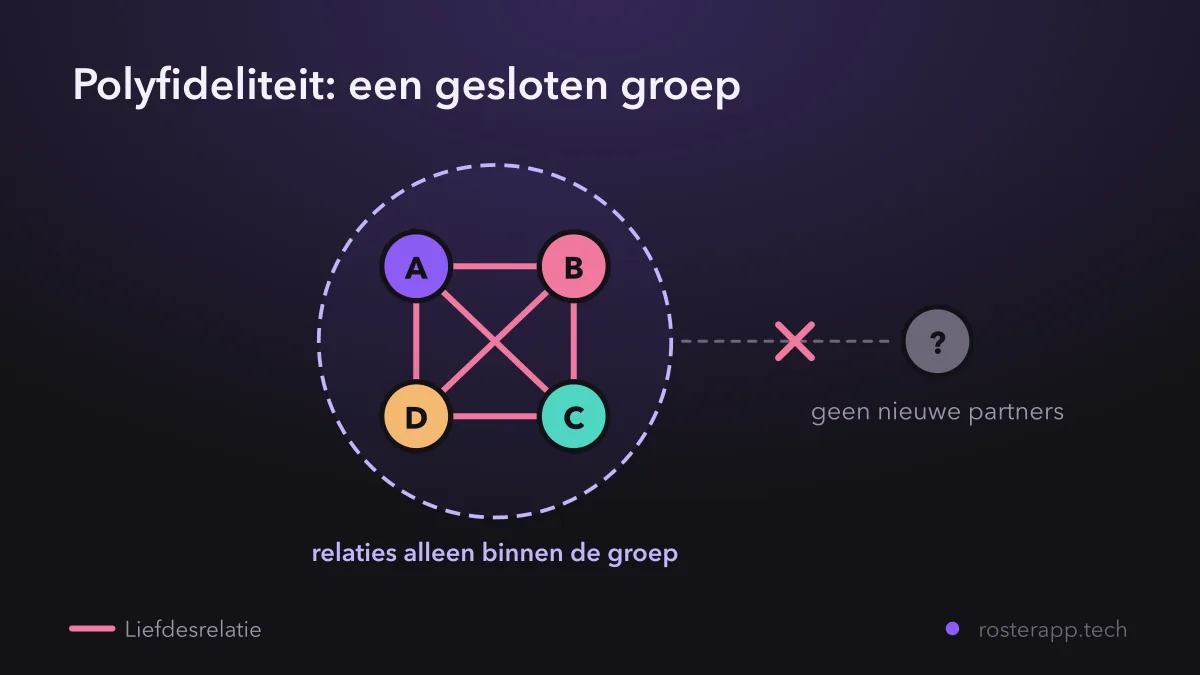 Polyfideliteit: een gesloten groep
A
B
?
D
C
geen nieuwe partners
relaties alleen binnen de groep
Liefdesrelatie
rosterapp.tech